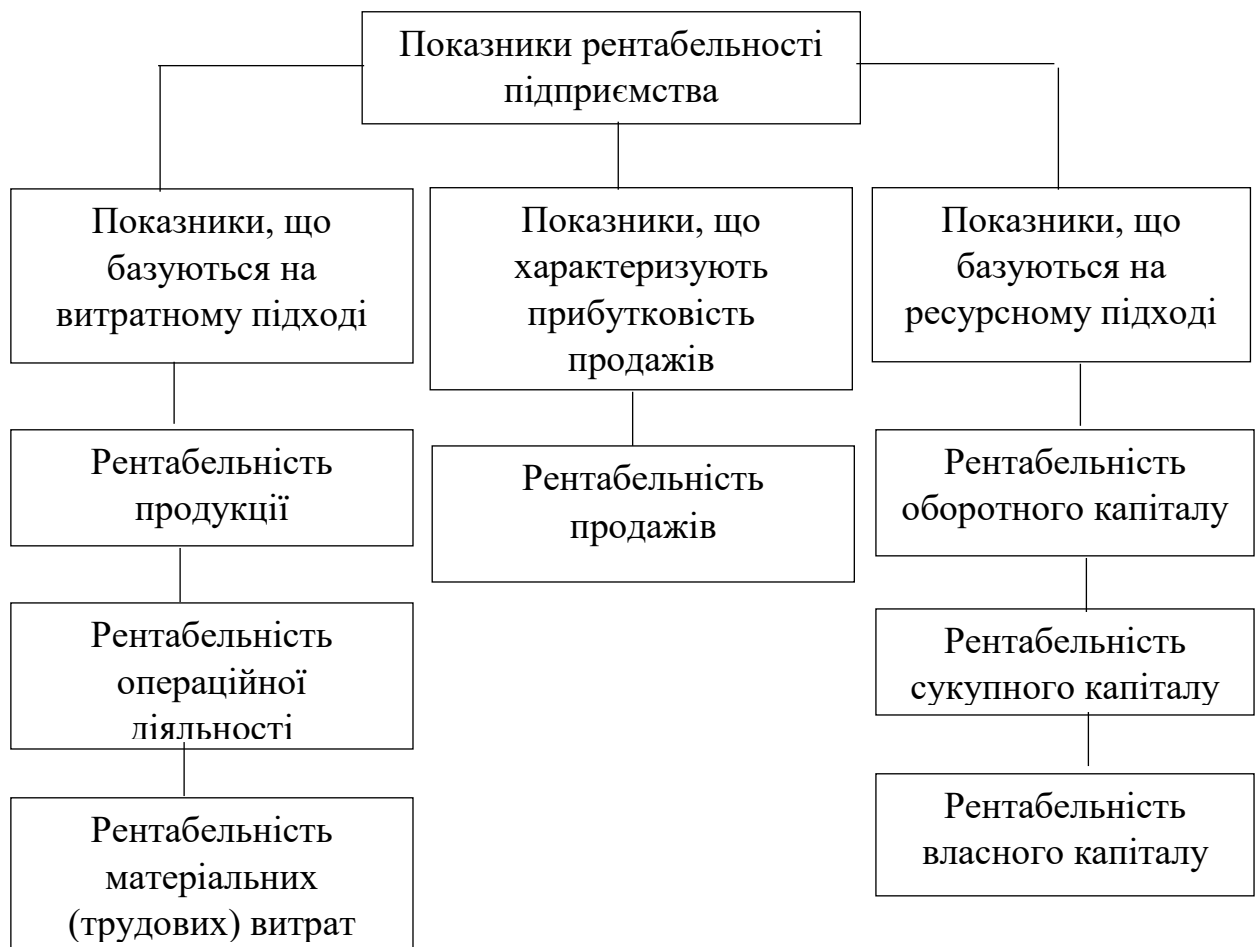 Показники рентабельності
підприємства
Показники, що
базуються на
витратному підході
Показники, що
характеризують
прибутковість
продажів
Показники, що
базуються на
ресурсному підході
Рентабельність
продукції
Рентабельність
продажів
Рентабельність
оборотного капіталу
Рентабельність
операційної
діяльності
Рентабельність
сукупного капіталу
Рентабельність
матеріальних
(трудових) витрат
Рентабельність
власного капіталу